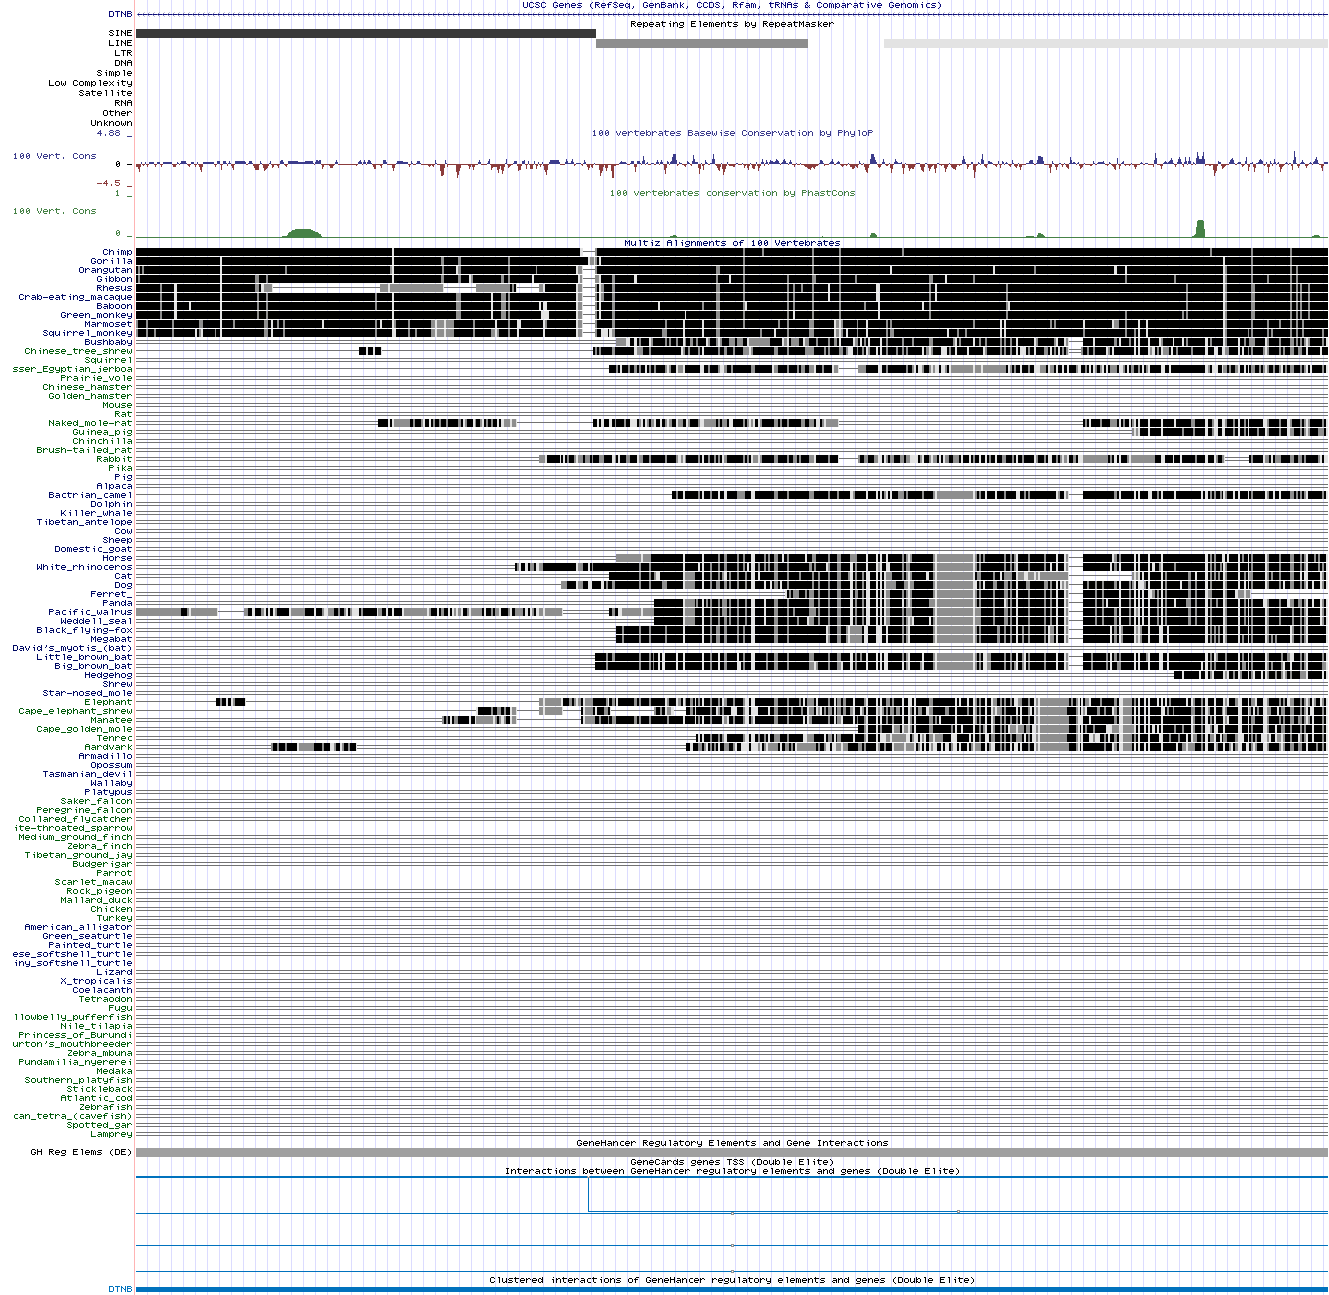 UCSC Genes (RefSeq, GenBank, CCDS, Rfam, tRNAs & Comparative Genomics)
DTNB
Repeating Elements by RepeatMasker
SINE
LINE
LTR
DNA
Simple
Low Complexity
Satellite
RNA
Other
Unknown
4.88 _
100 vertebrates Basewise Conservation by PhyloP
100 Vert. Cons
0 _
-4.5 _
100 vertebrates conservation by PhastCons
1 _
100 Vert. Cons
0 _
Multiz Alignments of 100 Vertebrates
Chimp
Gorilla
Orangutan
Gibbon
Rhesus
Crab-eating_macaque
Baboon
Green_monkey
Marmoset
Squirrel_monkey
Bushbaby
Chinese_tree_shrew
Squirrel
sser_Egyptian_jerboa
Prairie_vole
Chinese_hamster
Golden_hamster
Mouse
Rat
Naked_mole-rat
Guinea_pig
Chinchilla
Brush-tailed_rat
Rabbit
Pika
Pig
Alpaca
Bactrian_camel
Dolphin
Killer_whale
Tibetan_antelope
Cow
Sheep
Domestic_goat
Horse
White_rhinoceros
Cat
Dog
Ferret_
Panda
Pacific_walrus
Weddell_seal
Black_flying-fox
Megabat
David's_myotis_(bat)
Little_brown_bat
Big_brown_bat
Hedgehog
Shrew
Star-nosed_mole
Elephant
Cape_elephant_shrew
Manatee
Cape_golden_mole
Tenrec
Aardvark
Armadillo
Opossum
Tasmanian_devil
Wallaby
Platypus
Saker_falcon
Peregrine_falcon
Collared_flycatcher
ite-throated_sparrow
Medium_ground_finch
Zebra_finch
Tibetan_ground_jay
Budgerigar
Parrot
Scarlet_macaw
Rock_pigeon
Mallard_duck
Chicken
Turkey
American_alligator
Green_seaturtle
Painted_turtle
ese_softshell_turtle
iny_softshell_turtle
Lizard
X_tropicalis
Coelacanth
Tetraodon
Fugu
llowbelly_pufferfish
Nile_tilapia
Princess_of_Burundi
urton's_mouthbreeder
Zebra_mbuna
Pundamilia_nyererei
Medaka
Southern_platyfish
Stickleback
Atlantic_cod
Zebrafish
can_tetra_(cavefish)
Spotted_gar
Lamprey
GeneHancer Regulatory Elements and Gene Interactions
GH Reg Elems (DE)
GeneCards genes TSS (Double Elite)
Interactions between GeneHancer regulatory elements and genes (Double Elite)
Clustered interactions of GeneHancer regulatory elements and genes (Double Elite)
DTNB